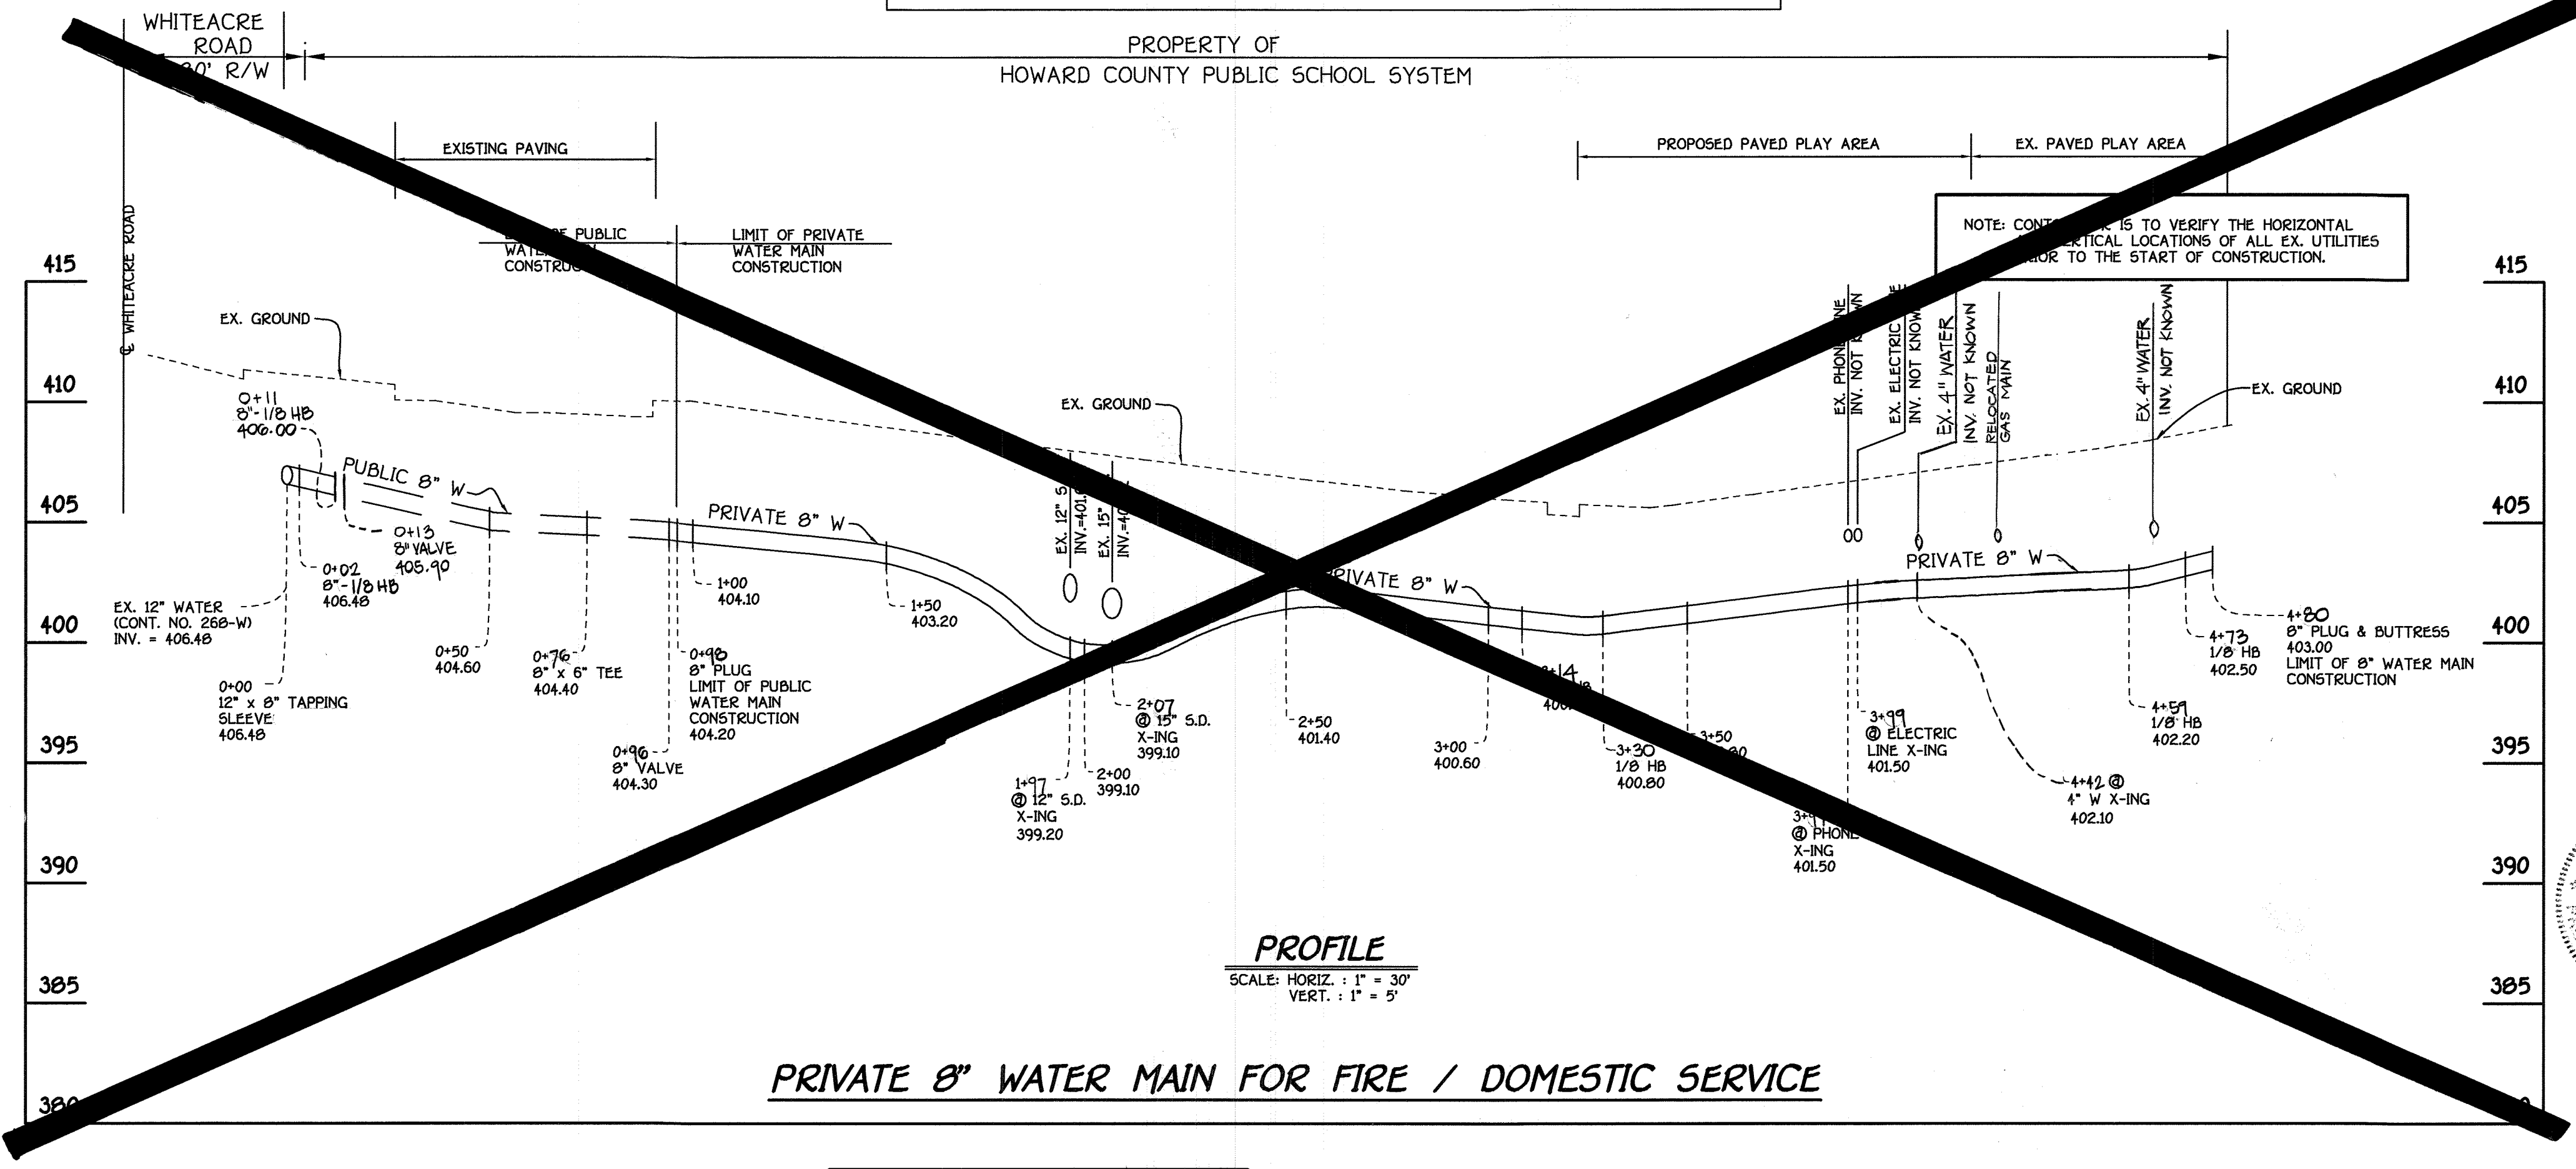 WHITEACRE
ROAD
R/W
PROPERTY OF
HOWARD COUNTY PUBLIC SCHOOL SYSTEM
EXISTING PAVING
PROPOSED PAVED PLAY AREA
EX. PAVED PLAY AREA
PUBLIC
LIMIT OF PRIVATE
WATER MAIN
CONSTRUCTION
NOTE: IS TO VERIFY THE HORIZONTAL
LOCATIONS OF ALL EX. UTILITIES
TO THE START OF CONSTRUCTION.
415
410
405
400
395
390
385
415
410
405
400
395
390
385
℄ WHITEACRE ROAD
EX. GROUND
0+11
8"-1/8 HB
406.00
PUBLIC 8" W
0+13
8" VALVE
405.90
0+02
8"-1/8 HB
406.48
EX. 12" WATER
(CONT. NO. 268-W)
INV. = 406.48
0+00
12" x 8" TAPPING
SLEEVE
406.48
0+50
404.60
0+76
8" x 6" TEE
404.40
0+96
8" VALVE
404.30
0+98
8" PLUG
LIMIT OF PUBLIC
WATER MAIN
CONSTRUCTION
404.20
PRIVATE 8" W
1+00
404.10
1+50
403.20
EX. GROUND
EX. 12"
EX. 15"
1+97
@ 12" S.D.
X-ING
399.20
2+00
399.10
2+07
@ 15" S.D.
X-ING
399.10
2+50
401.40
PRIVATE 8" W
3+00
400.60
3+30
1/8 HB
400.80
3+50
@ PHONE
X-ING
401.50
3+99
@ ELECTRIC
LINE X-ING
401.50
EX. PHONE
INV. NOT
EX. ELECTRIC
INV. NOT KNOWN
EX. 4" WATER
INV. NOT KNOWN
RELOCATED
GAS MAIN
EX. 4" WATER
INV. NOT KNOWN
EX. GROUND
PRIVATE 8" W
4+42 @
4" W X-ING
402.10
4+59
1/8 HB
402.20
4+73
1/8 HB
402.50
4+80
8" PLUG & BUTTRESS
403.00
LIMIT OF 8" WATER MAIN
CONSTRUCTION
PROFILE
SCALE: HORIZ. : 1" = 30'
VERT. : 1" = 5'
PRIVATE 8" WATER MAIN FOR FIRE / DOMESTIC SERVICE